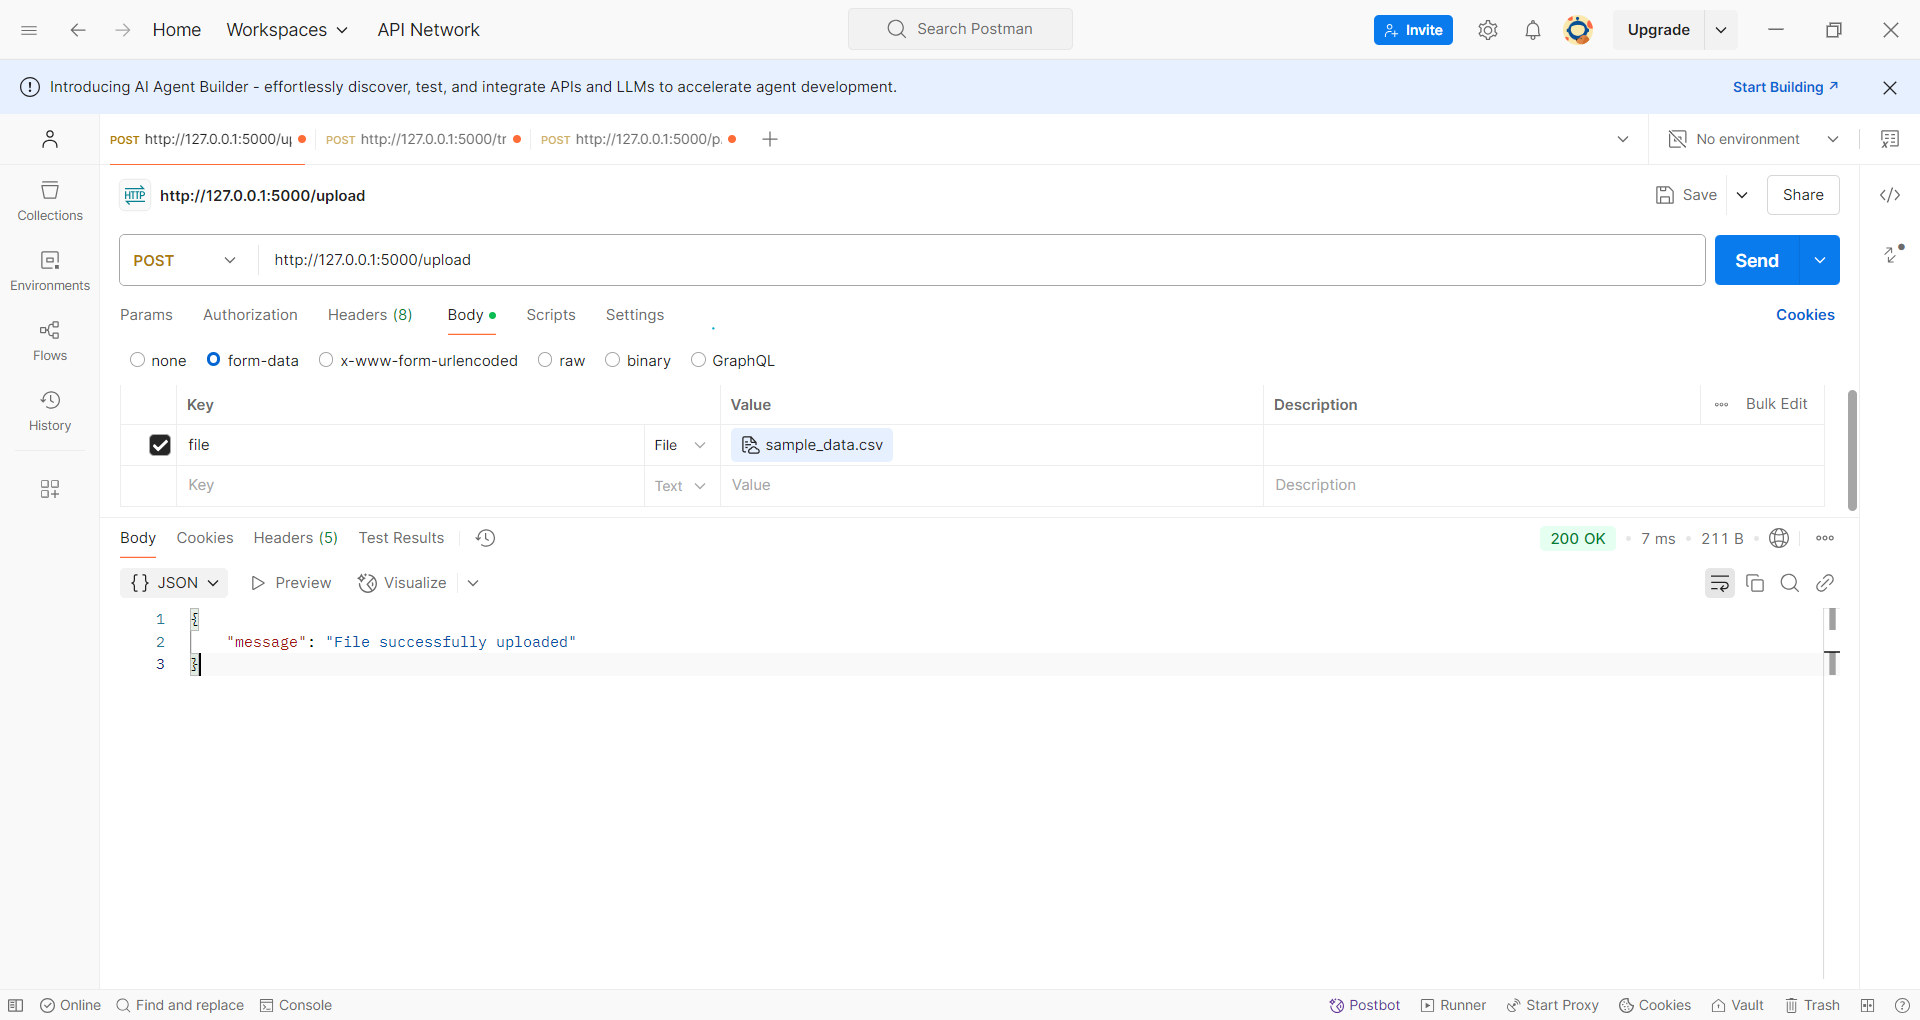 Home Workspaces API Network Search Postman Invite Upgrade
Introducing AI Agent Builder - effortlessly discover, test, and integrate APIs and LLMs to accelerate agent development. Start Building
POST http://127.0.0.1:5000/up POST http://127.0.0.1:5000/tr POST http://127.0.0.1:5000/p. No environment
HTTP http://127.0.0.1:5000/upload Save Share
Collections
POST http://127.0.0.1:5000/upload Send
Environments
Params Authorization Headers (8) Body Scripts Settings Cookies
Flows
none form-data x-www-form-urlencoded raw binary GraphQL
Key Value Description Bulk Edit
History
file File sample_data.csv
Key Text Value Description
Body Cookies Headers (5) Test Results 200 OK 7 ms 211 B
{} JSON Preview Visualize
1 {
2 "message": "File successfully uploaded"
3 }
Online Find and replace Console Postbot Runner Start Proxy Cookies Vault Trash